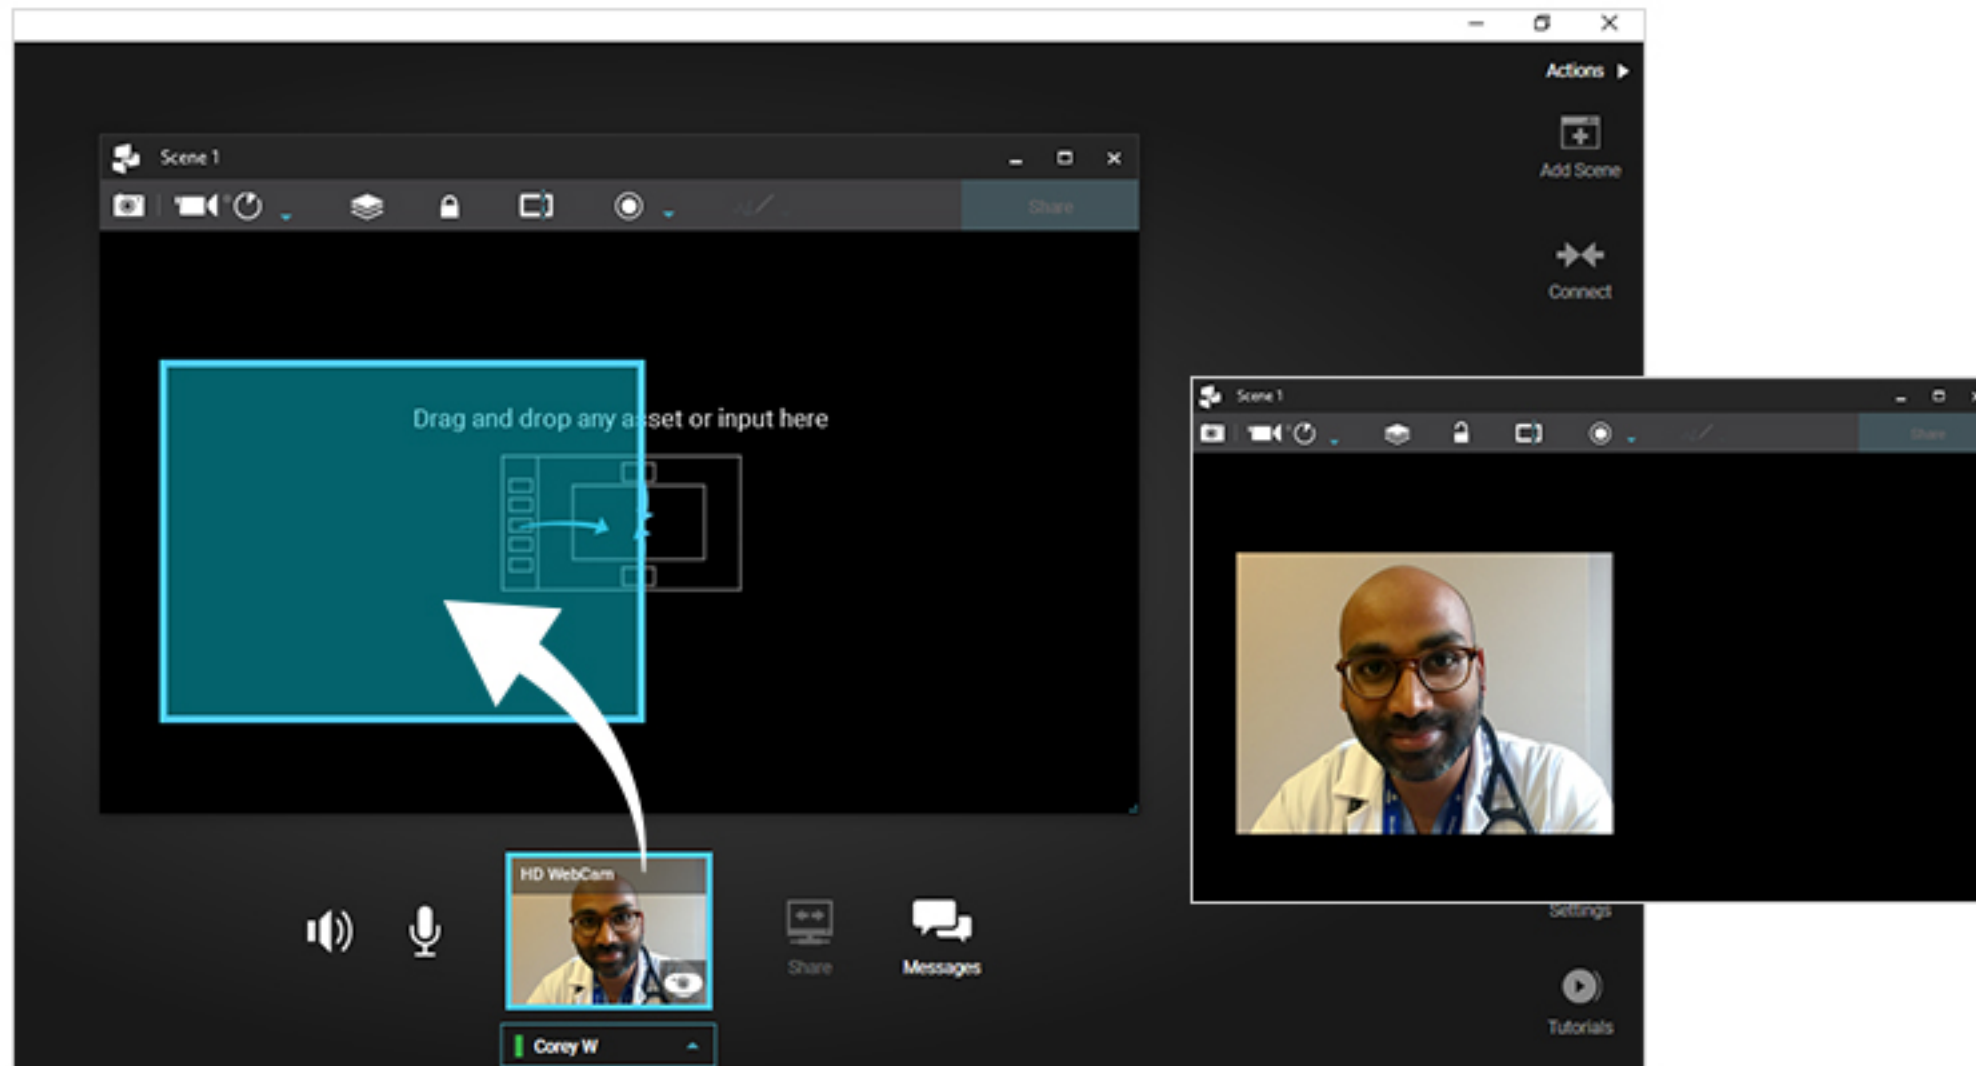 Actions
Scene 1
Share
Add Scene
Connect
Drag and drop any asset or input here
Scene 1
Share
HD WebCam
Share
Messages
Settings
Tutorials
Corey W